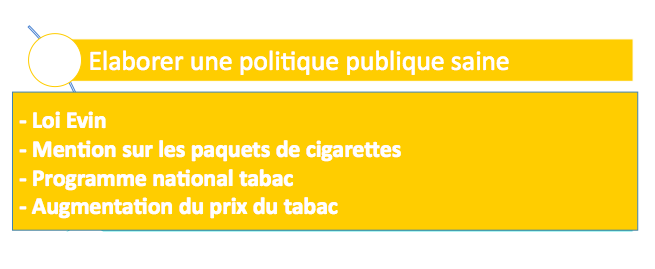 Elaborer une politique publique saine
- Loi Evin
- Mention sur les paquets de cigarettes
- Programme national tabac
- Augmentation du prix du tabac